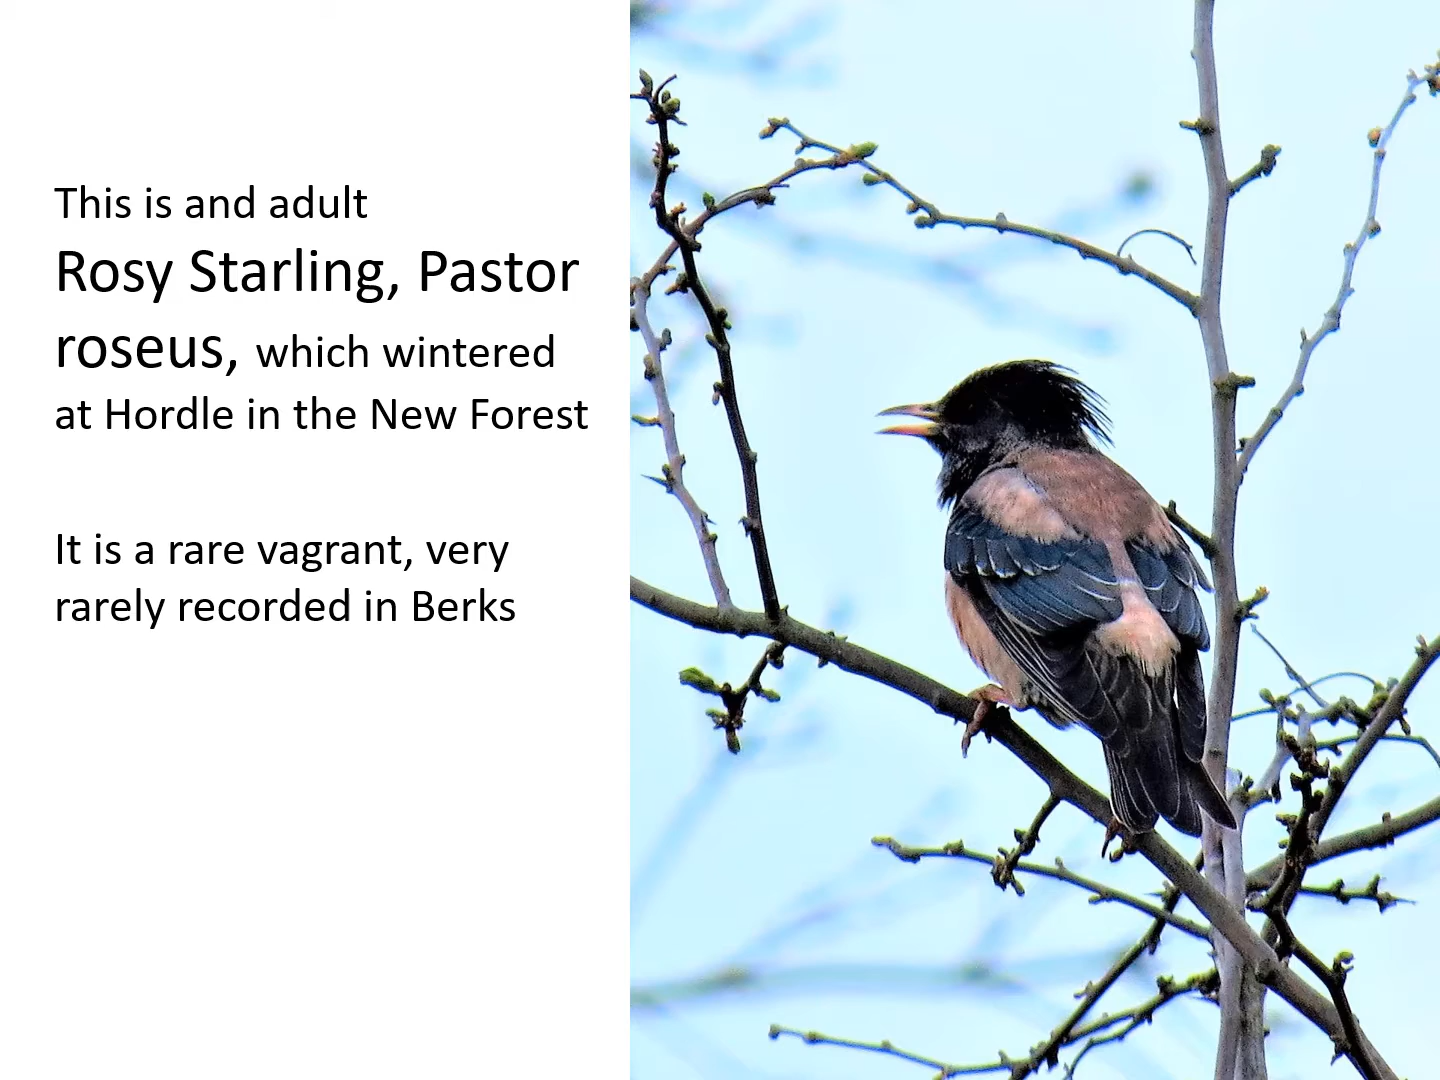 This is and adult
Rosy Starling, Pastor
roseus, which wintered
at Hordle in the New Forest
It is a rare vagrant, very
rarely recorded in Berks